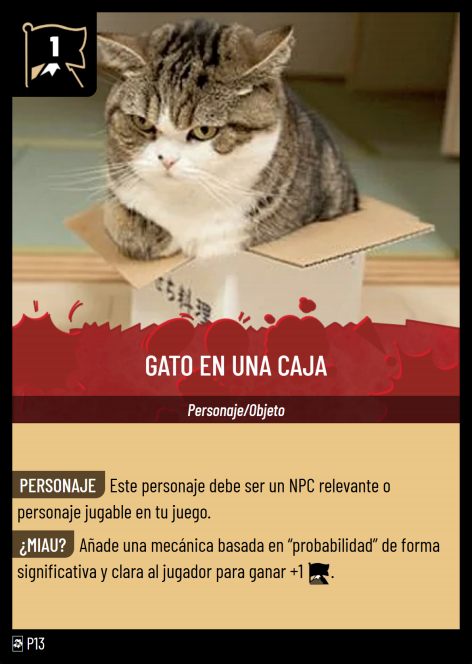 1
GATO EN UNA CAJA
Personaje/Objeto
PERSONAJE Este personaje debe ser un NPC relevante o
personaje jugable en tu juego.
¿MIAU? Añade una mecánica basada en “probabilidad” de forma
significativa y clara al jugador para ganar +1 .
P13